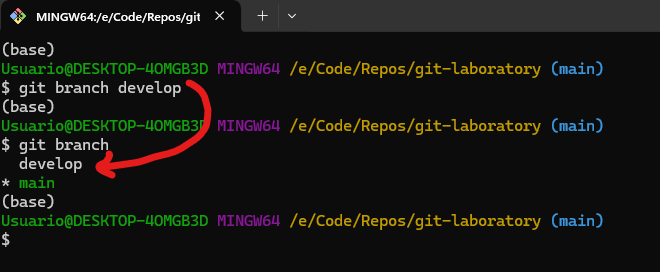 MINGW64:/e/Code/Repos/git
(base)
Usuario@DESKTOP-4OMGB3D MINGW64 /e/Code/Repos/git-laboratory (main)
$ git branch develop
(base)
Usuario@DESKTOP-4OMGB3D MINGW64 /e/Code/Repos/git-laboratory (main)
$ git branch
  develop
* main
(base)
Usuario@DESKTOP-4OMGB3D MINGW64 /e/Code/Repos/git-laboratory (main)
$